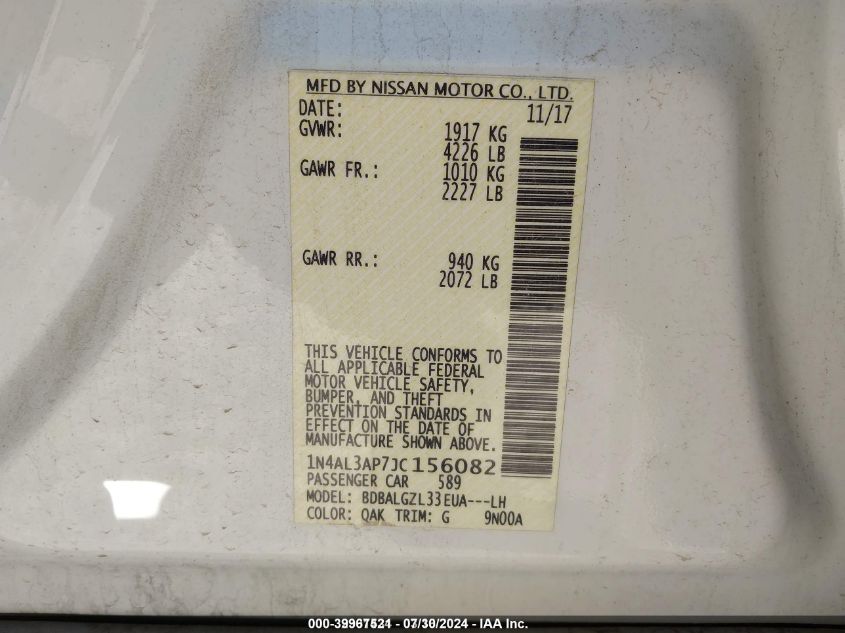 MFD BY NISSAN MOTOR CO., LTD.
DATE: 11/17
GVWR: 1917 KG
4226 LB
GAWR FR.: 1010 KG
2227 LB
GAWR RR.: 940 KG
2072 LB
THIS VEHICLE CONFORMS TO
ALL APPLICABLE FEDERAL
MOTOR VEHICLE SAFETY,
BUMPER, AND THEFT
PREVENTION STANDARDS IN
EFFECT ON THE DATE OF
MANUFACTURE SHOWN ABOVE.
1N4AL3AP7JC156082
PASSENGER CAR 589
MODEL: BDBALGZL33EUA---LH
COLOR: QAK TRIM: G 9N00A
000-39967521 - 07/30/2024 - IAA Inc.